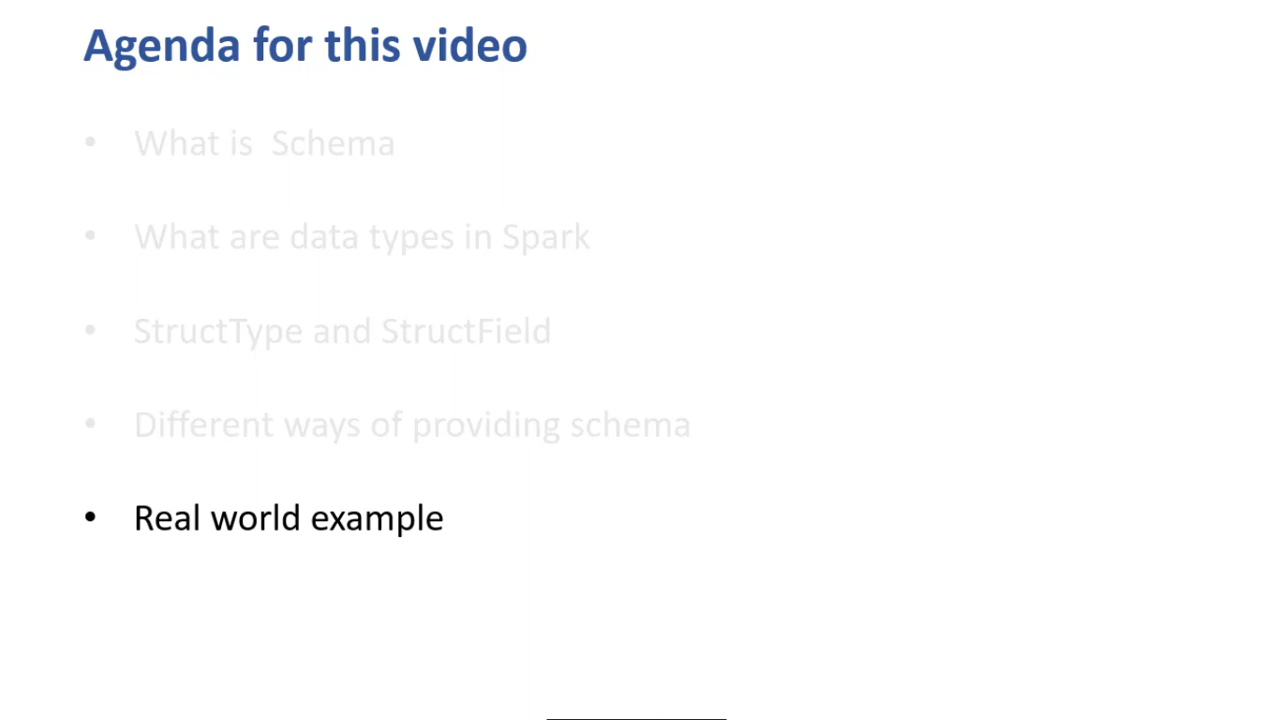 Agenda for this video
• What is  Schema
• What are data types in Spark
• StructType and StructField
• Different ways of providing schema
• Real world example